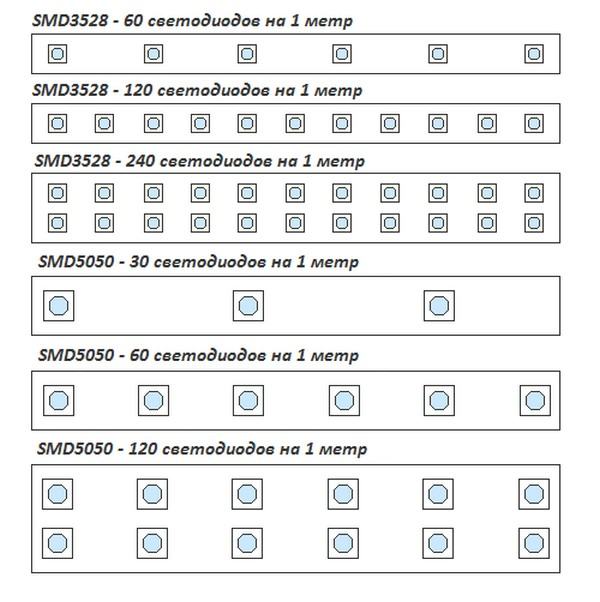 SMD3528 - 60 светодиодов на 1 метр
SMD3528 - 120 светодиодов на 1 метр
SMD3528 - 240 светодиодов на 1 метр
SMD5050 - 30 светодиодов на 1 метр
SMD5050 - 60 светодиодов на 1 метр
SMD5050 - 120 светодиодов на 1 метр